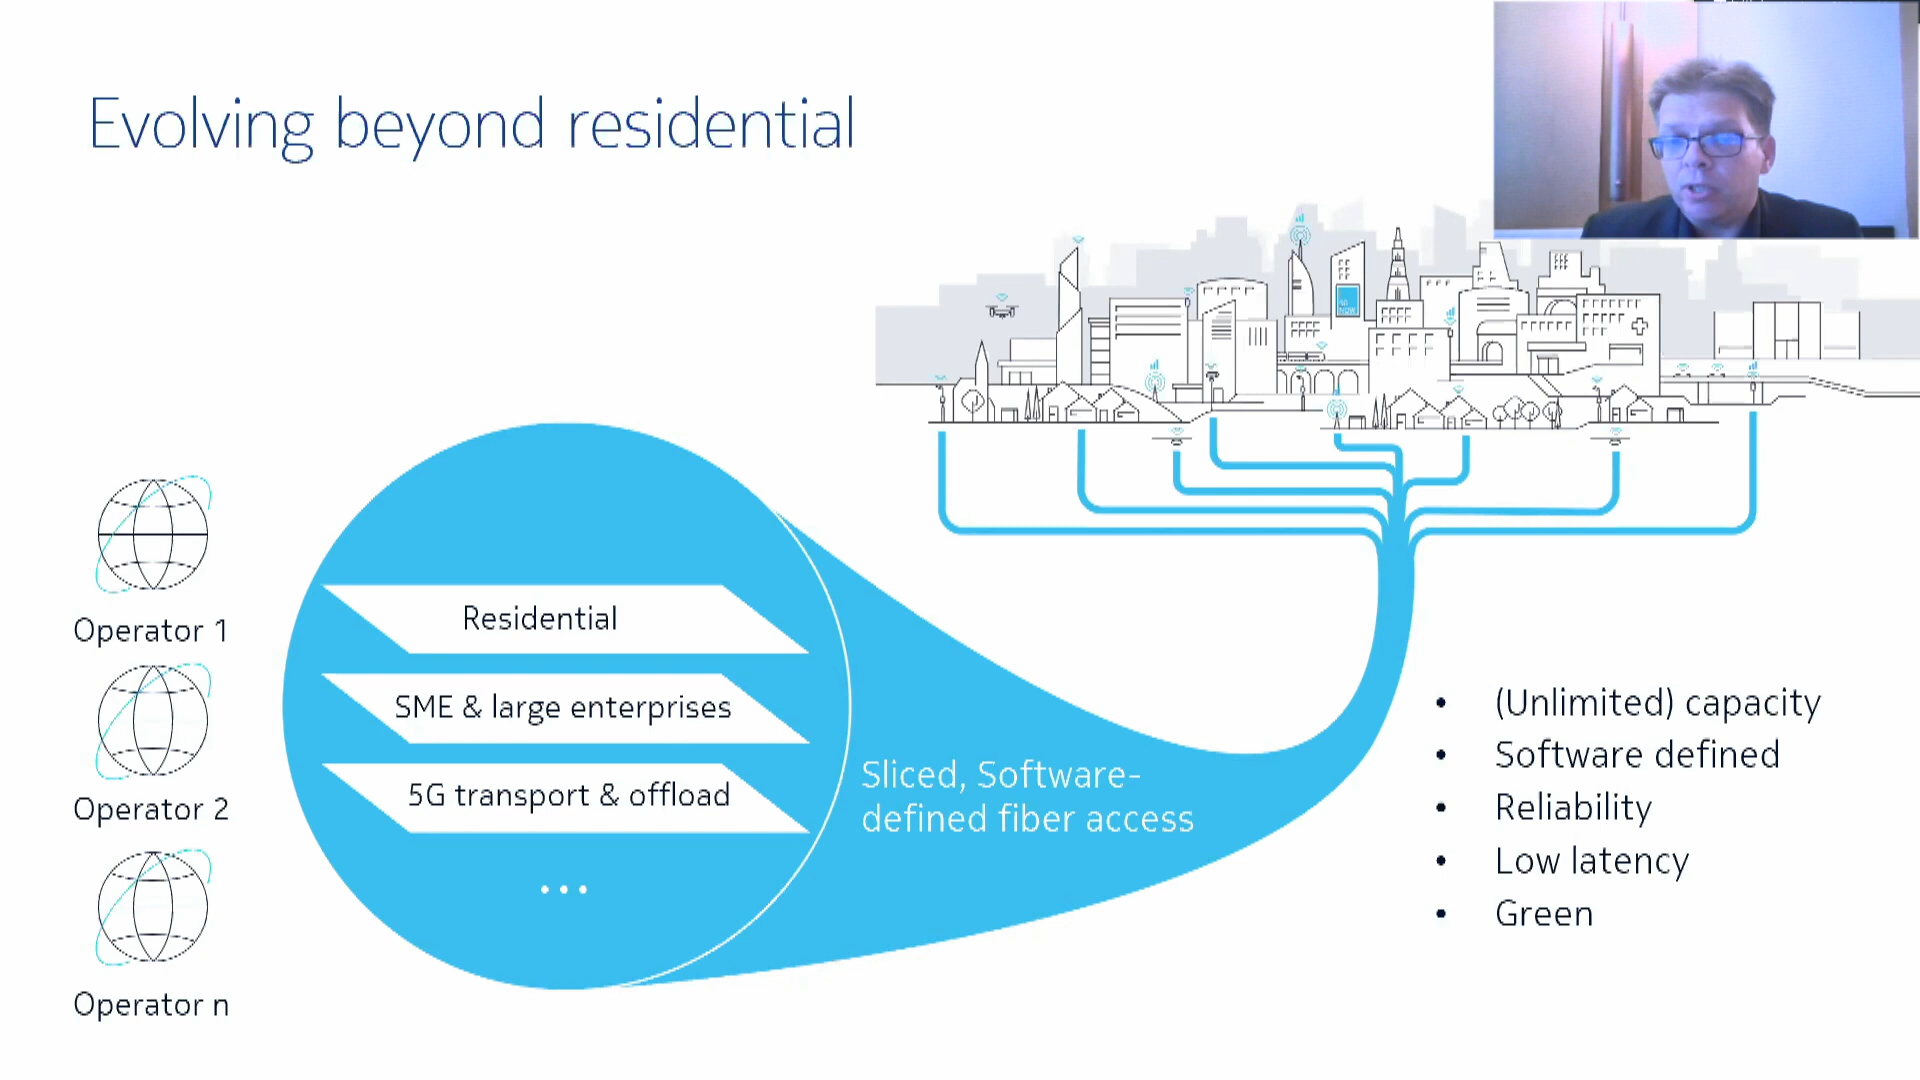 Evolving beyond residential
Operator 1
Operator 2
Operator n
Residential
SME & large enterprises
5G transport & offload
...
Sliced, Software-
defined fiber access
• (Unlimited) capacity
• Software defined
• Reliability
• Low latency
• Green